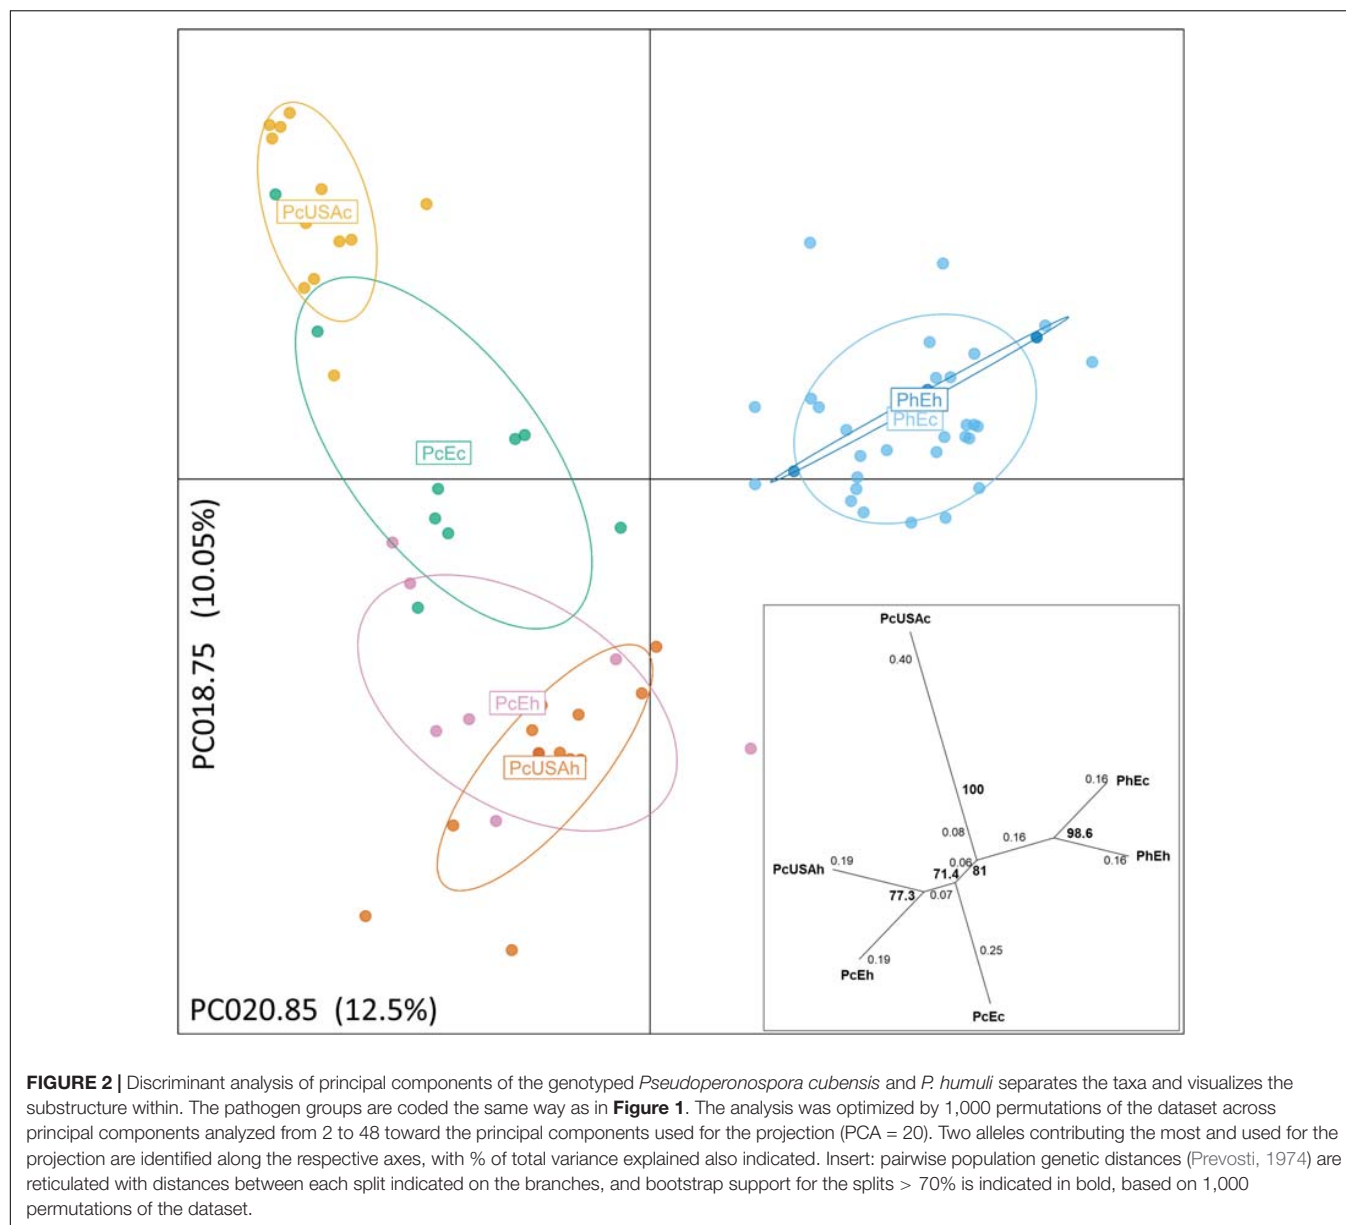 PcUSAc
PhEh
PhEc
PcEc
PC018.75 (10.05%)
PcEh
PcUSAh
PC020.85 (12.5%)
PcUSAc
0.40
100
0.16 PhEc
0.08
0.16
98.6
0.16
PhEh
PcUSAh
0.19
0.06
71.4
81
77.3
0.07
0.19
PcEh
0.25
PcEc
FIGURE 2 | Discriminant analysis of principal components of the genotyped Pseudoperonospora cubensis and P. humuli separates the taxa and visualizes the
substructure within. The pathogen groups are coded the same way as in Figure 1. The analysis was optimized by 1,000 permutations of the dataset across
principal components analyzed from 2 to 48 toward the principal components used for the projection (PCA = 20). Two alleles contributing the most and used for the
projection are identified along the respective axes, with % of total variance explained also indicated. Insert: pairwise population genetic distances (Prevosti, 1974) are
reticulated with distances between each split indicated on the branches, and bootstrap support for the splits > 70% is indicated in bold, based on 1,000
permutations of the dataset.